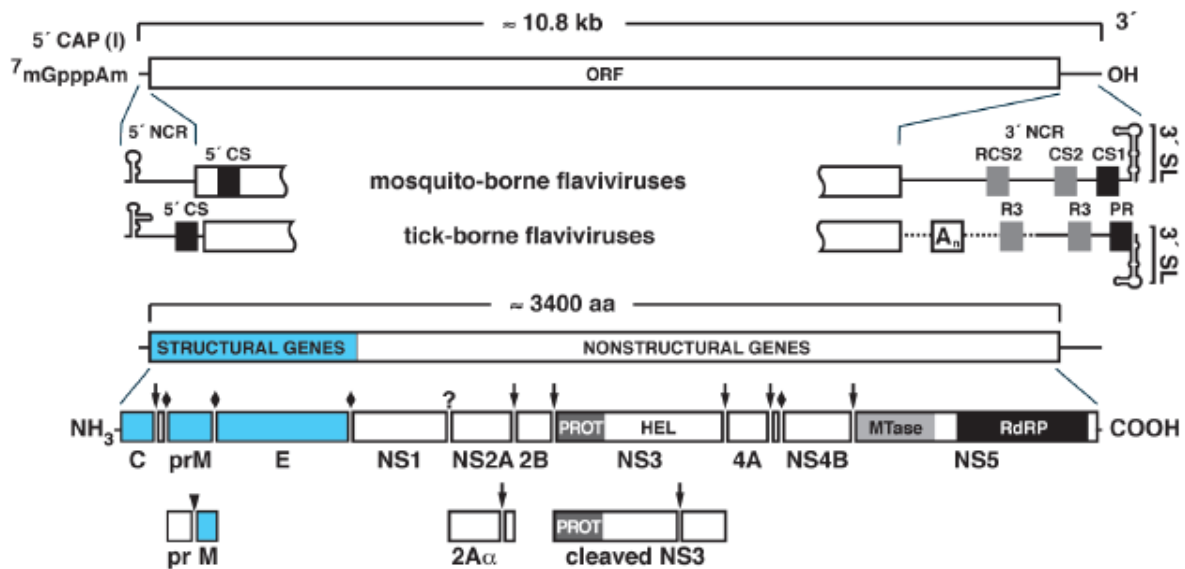 ≈ 10.8 kb
5´ CAP (I) 3´
7mGpppAm ORF OH
5´ NCR 3´ NCR
5´ CS RCS2 CS2 CS1 3´ SL
mosquito-borne flaviviruses
5´ CS R3 R3 PR
tick-borne flaviviruses An 3´ SL
≈ 3400 aa
STRUCTURAL GENES NONSTRUCTURAL GENES
?
NH3 PROT HEL MTase RdRP COOH
C prM E NS1 NS2A 2B NS3 4A NS4B NS5
PROT
pr M 2Aα cleaved NS3